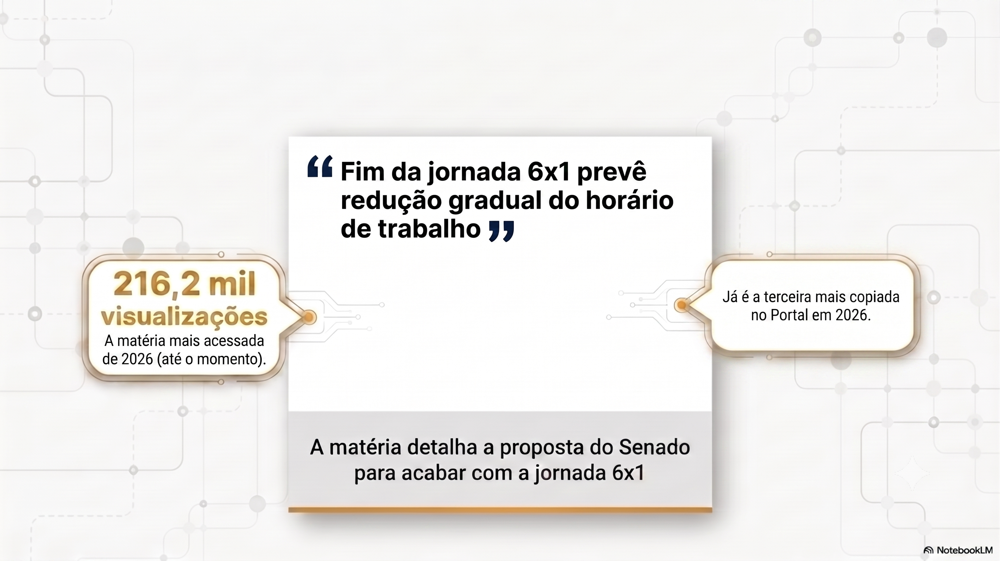 “ Fim da jornada 6x1 prevê
redução gradual do horário
de trabalho ”
216,2 mil
visualizações
A matéria mais acessada
de 2026 (até o momento).
Já é a terceira mais copiada
no Portal em 2026.
A matéria detalha a proposta do Senado
para acabar com a jornada 6x1
NotebookLM